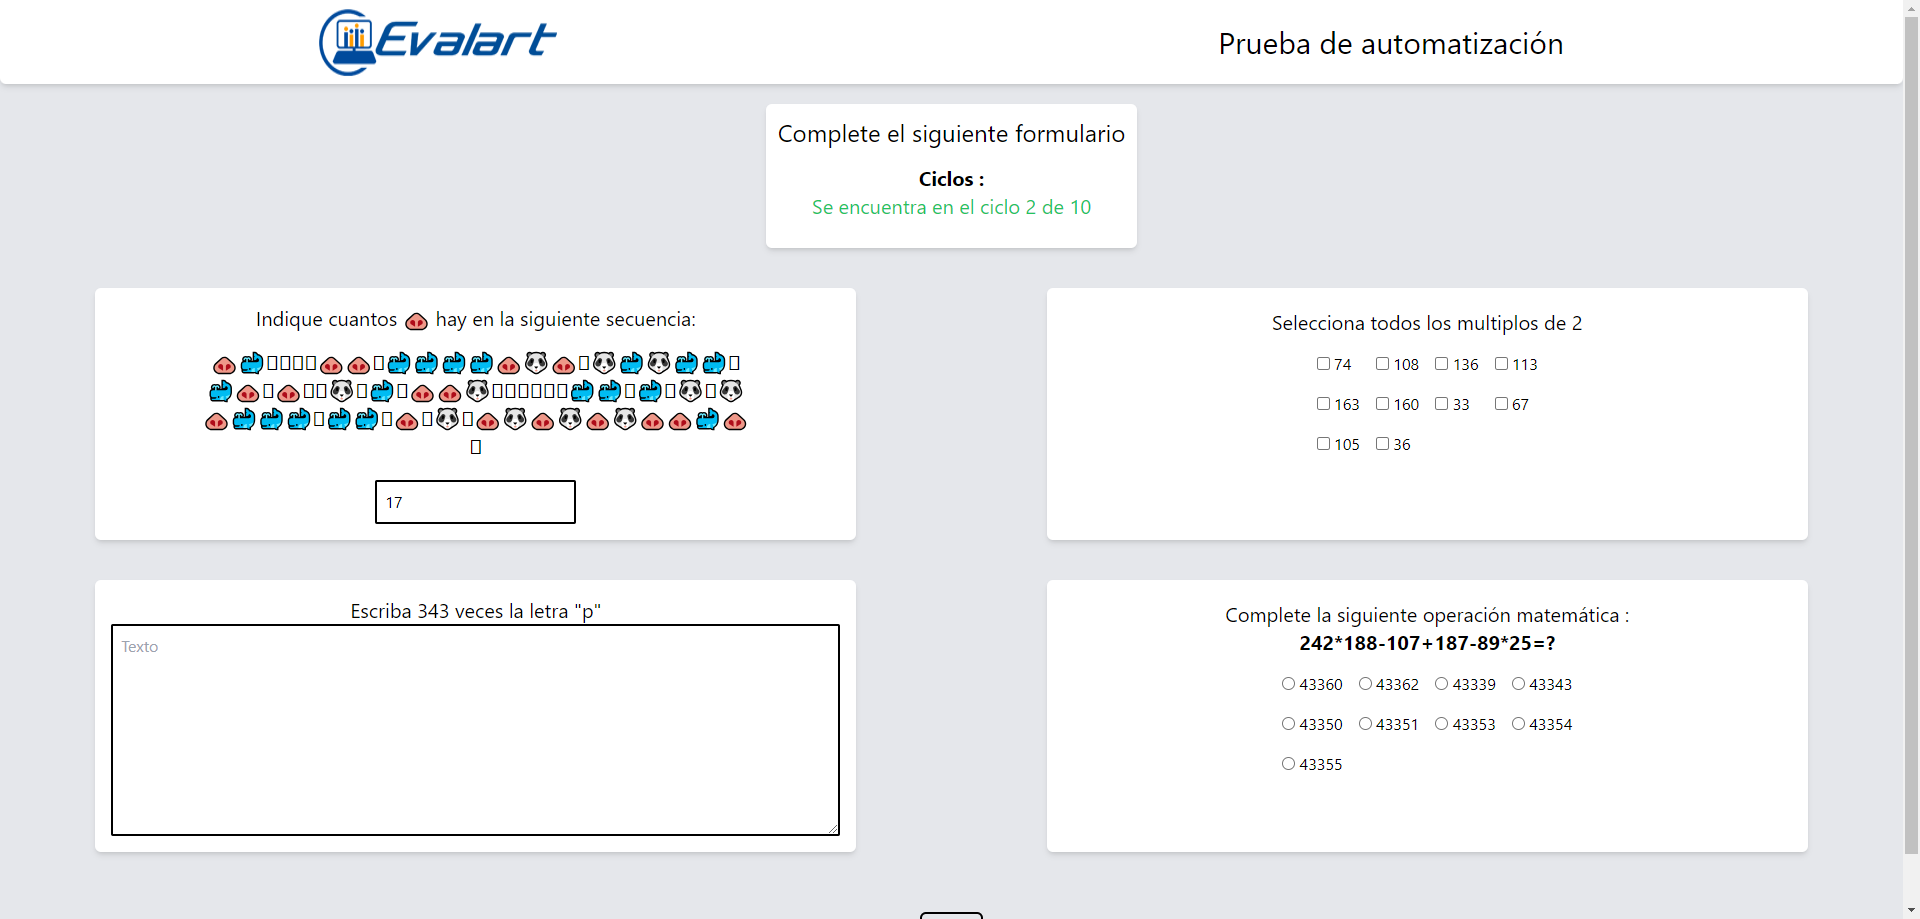 Evalart
Prueba de automatización
Complete el siguiente formulario
Ciclos :
Se encuentra en el ciclo 2 de 10
Indique cuantos 🐽 hay en la siguiente secuencia:
17
Selecciona todos los multiplos de 2
74 108 136 113
163 160 33 67
105 36
Escriba 343 veces la letra "p"
Texto
Complete la siguiente operación matemática :
242*188-107+187-89*25=?
43360 43362 43339 43343
43350 43351 43353 43354
43355